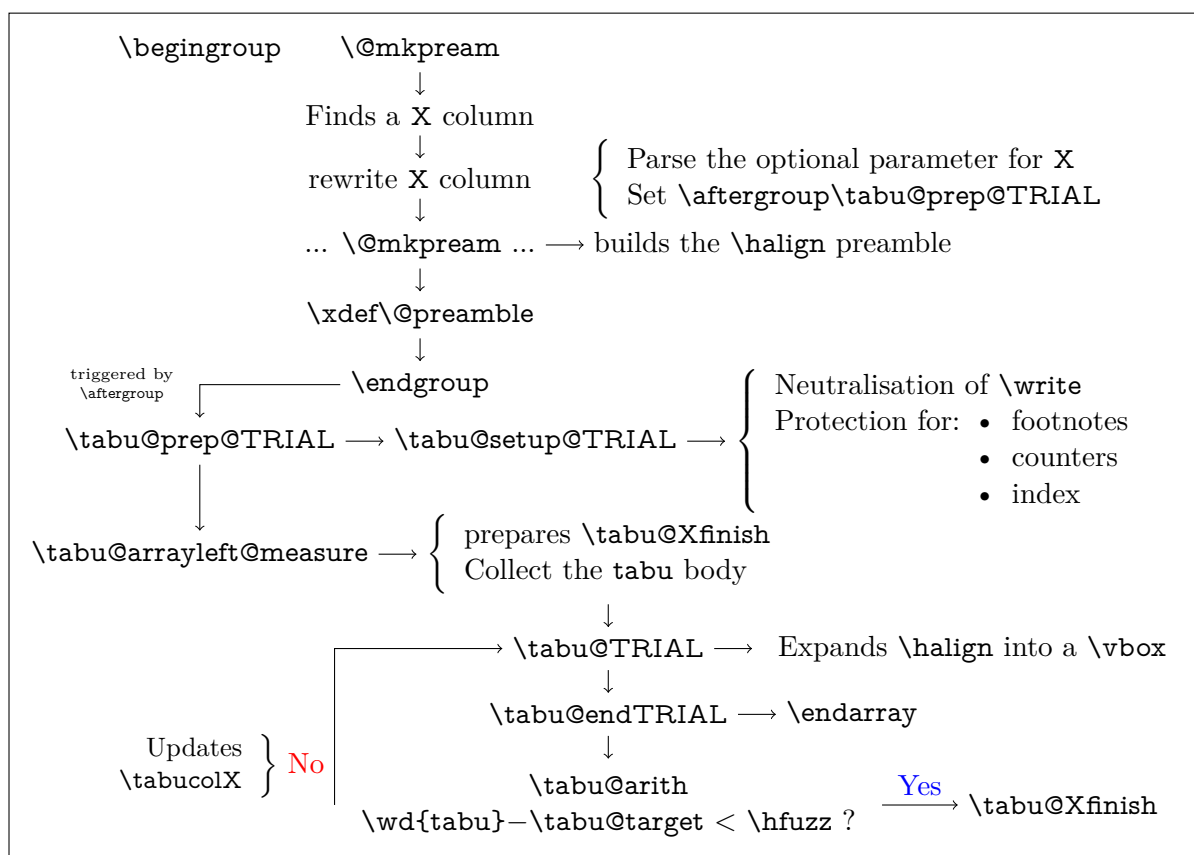 \begingroup \@mkpream
Finds a X column
rewrite X column
Parse the optional parameter for X
Set \aftergroup\tabu@prep@TRIAL
... \@mkpream ... builds the \halign preamble
\xdef\@preamble
triggered by
\aftergroup
\endgroup
\tabu@prep@TRIAL \tabu@setup@TRIAL
Neutralisation of \write
Protection for: • footnotes
• counters
• index
\tabu@arrayleft@measure
prepares \tabu@Xfinish
Collect the tabu body
\tabu@TRIAL Expands \halign into a \vbox
\tabu@endTRIAL \endarray
Updates
\tabucolX
No
\tabu@arith
\wd{tabu}−\tabu@target < \hfuzz ?
Yes
\tabu@Xfinish